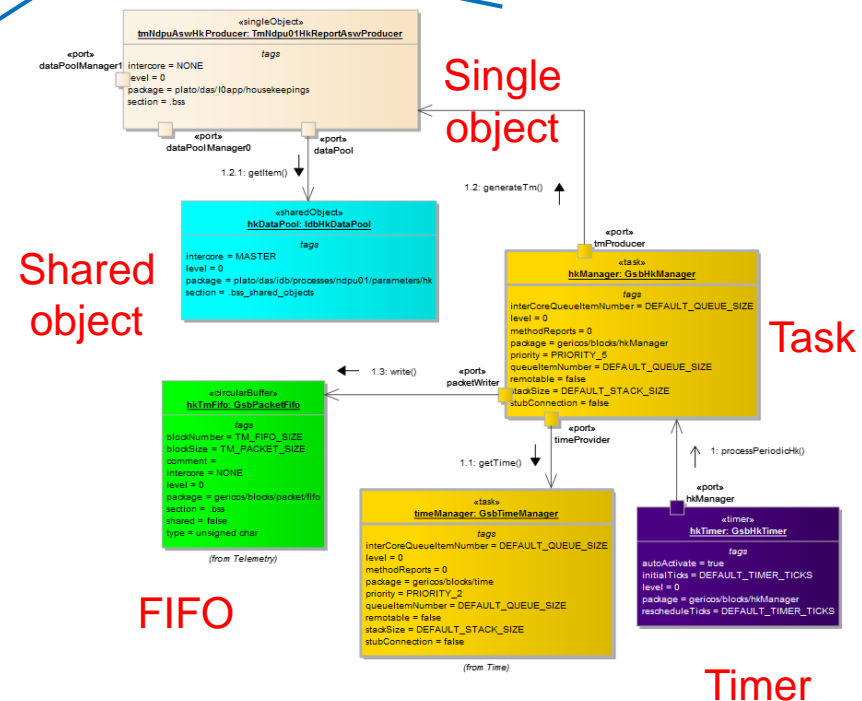 «singleObject»
tmNdpuAswHkProducer: TmNdpu01HkReportAswProducer
tags
intercore = NONE
level = 0
package = plato/das/l0app/housekeepings
section = .bss
«port»
dataPoolManager1
«port»
dataPoolManager0
«port»
dataPool
Single
object
1.2.1: getItem()
1.2: generateTm()
«sharedObject»
hkDataPool: IdbHkDataPool
tags
intercore = MASTER
level = 0
package = plato/das/idb/processes/ndpu01/parameters/hk
section = .bss_shared_objects
Shared
object
«port»
tmProducer
«task»
hkManager: GsbHkManager
tags
interCoreQueueItemNumber = DEFAULT_QUEUE_SIZE
level = 0
methodReports = 0
package = gericos/blocks/hkManager
priority = PRIORITY_5
queueItemNumber = DEFAULT_QUEUE_SIZE
remotable = false
stackSize = DEFAULT_STACK_SIZE
stubConnection = false
Task
1.3: write()
«port»
packetWriter
«port»
timeProvider
«circularBuffer»
hkTmFifo: GsbPacketFifo
tags
blockNumber = TM_FIFO_SIZE
blockSize = TM_PACKET_SIZE
comment =
intercore = NONE
level = 0
package = gericos/blocks/packet/fifo
section = .bss
shared = false
type = unsigned char
(from Telemetry)
FIFO
1.1: getTime()
1: processPeriodicHk()
«task»
timeManager: GsbTimeManager
tags
interCoreQueueItemNumber = DEFAULT_QUEUE_SIZE
level = 0
methodReports = 0
package = gericos/blocks/time
priority = PRIORITY_2
queueItemNumber = DEFAULT_QUEUE_SIZE
remotable = false
stackSize = DEFAULT_STACK_SIZE
stubConnection = false
(from Time)
«port»
hkManager
«timer»
hkTimer: GsbHkTimer
tags
autoActivate = true
initialTicks = DEFAULT_TIMER_TICKS
level = 0
package = gericos/blocks/hkManager
rescheduleTicks = DEFAULT_TIMER_TICKS
Timer